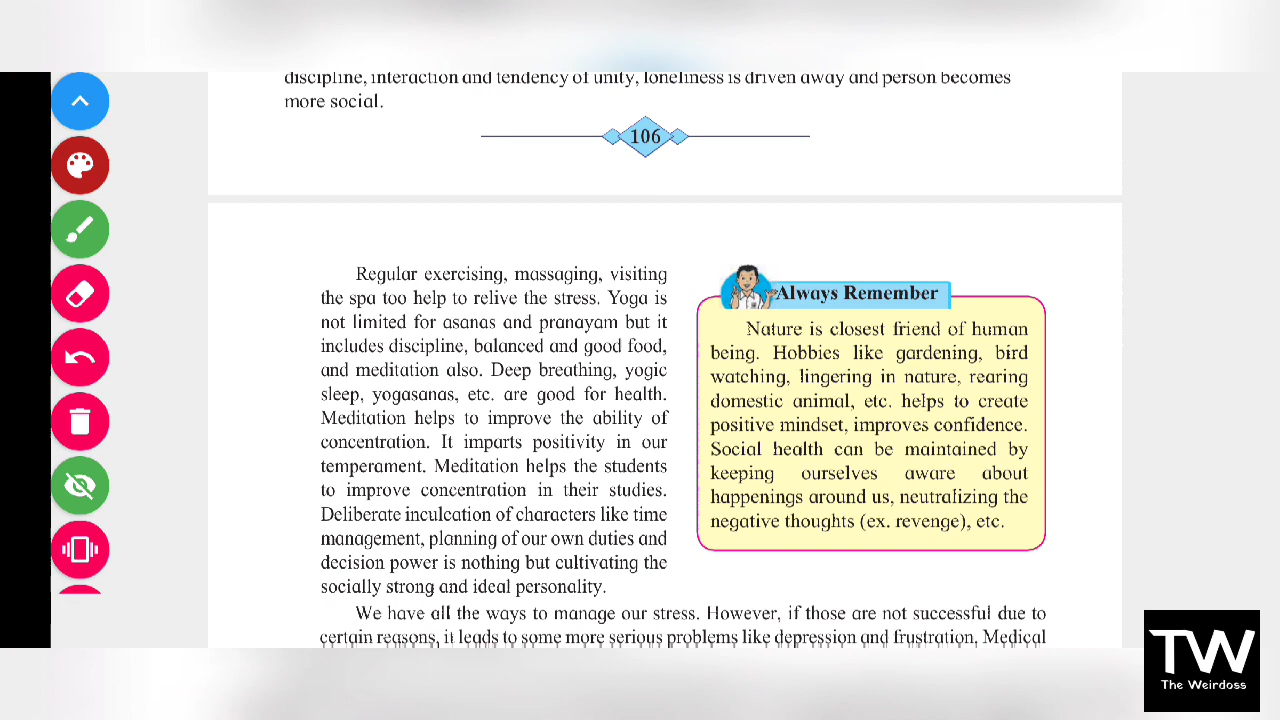 discipline, interaction and tendency of unity, loneliness is driven away and person becomes
more social.
106
Regular exercising, massaging, visiting
the spa too help to relive the stress. Yoga is
not limited for asanas and pranayam but it
includes discipline, balanced and good food,
and meditation also. Deep breathing, yogic
sleep, yogasanas, etc. are good for health.
Meditation helps to improve the ability of
concentration. It imparts positivity in our
temperament. Meditation helps the students
to improve concentration in their studies.
Deliberate inculcation of characters like time
management, planning of our own duties and
decision power is nothing but cultivating the
socially strong and ideal personality.
Always Remember
Nature is closest friend of human
being. Hobbies like gardening, bird
watching, lingering in nature, rearing
domestic animal, etc. helps to create
positive mindset, improves confidence.
Social health can be maintained by
keeping ourselves aware about
happenings around us, neutralizing the
negative thoughts (ex. revenge), etc.
We have all the ways to manage our stress. However, if those are not successful due to
certain reasons, it leads to some more serious problems like depression and frustration. Medical
TW
The Weirdoss